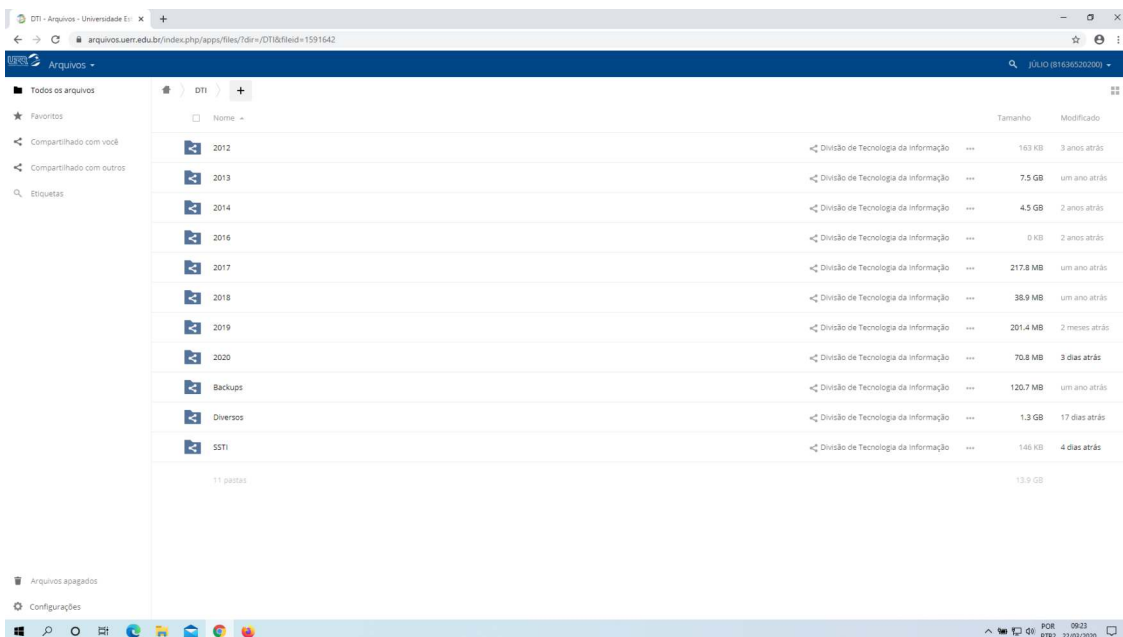 DTI - Arquivos - Universidade Es
arquivos.uerr.edu.br/index.php/apps/files/?dir=/DTI&fileid=1591642
UERR Arquivos JÚLIO (81636520200)
Todos os arquivos
Favoritos
Compartilhado com você
Compartilhado com outros
Etiquetas
DTI +
Nome Tamanho Modificado
2012 Divisão de Tecnologia da Informação ... 163 KB 3 anos atrás
2013 Divisão de Tecnologia da Informação ... 7.5 GB um ano atrás
2014 Divisão de Tecnologia da Informação ... 4.5 GB 2 anos atrás
2016 Divisão de Tecnologia da Informação ... 0 KB 2 anos atrás
2017 Divisão de Tecnologia da Informação ... 217.8 MB um ano atrás
2018 Divisão de Tecnologia da Informação ... 38.9 MB um ano atrás
2019 Divisão de Tecnologia da Informação ... 201.4 MB 2 meses atrás
2020 Divisão de Tecnologia da Informação ... 70.8 MB 3 dias atrás
Backups Divisão de Tecnologia da Informação ... 120.7 MB um ano atrás
Diversos Divisão de Tecnologia da Informação ... 1.3 GB 17 dias atrás
SSTI Divisão de Tecnologia da Informação ... 146 KB 4 dias atrás
11 pastas 13.9 GB
Arquivos apagados
Configurações
POR 09:23
PTB2 22/03/2020